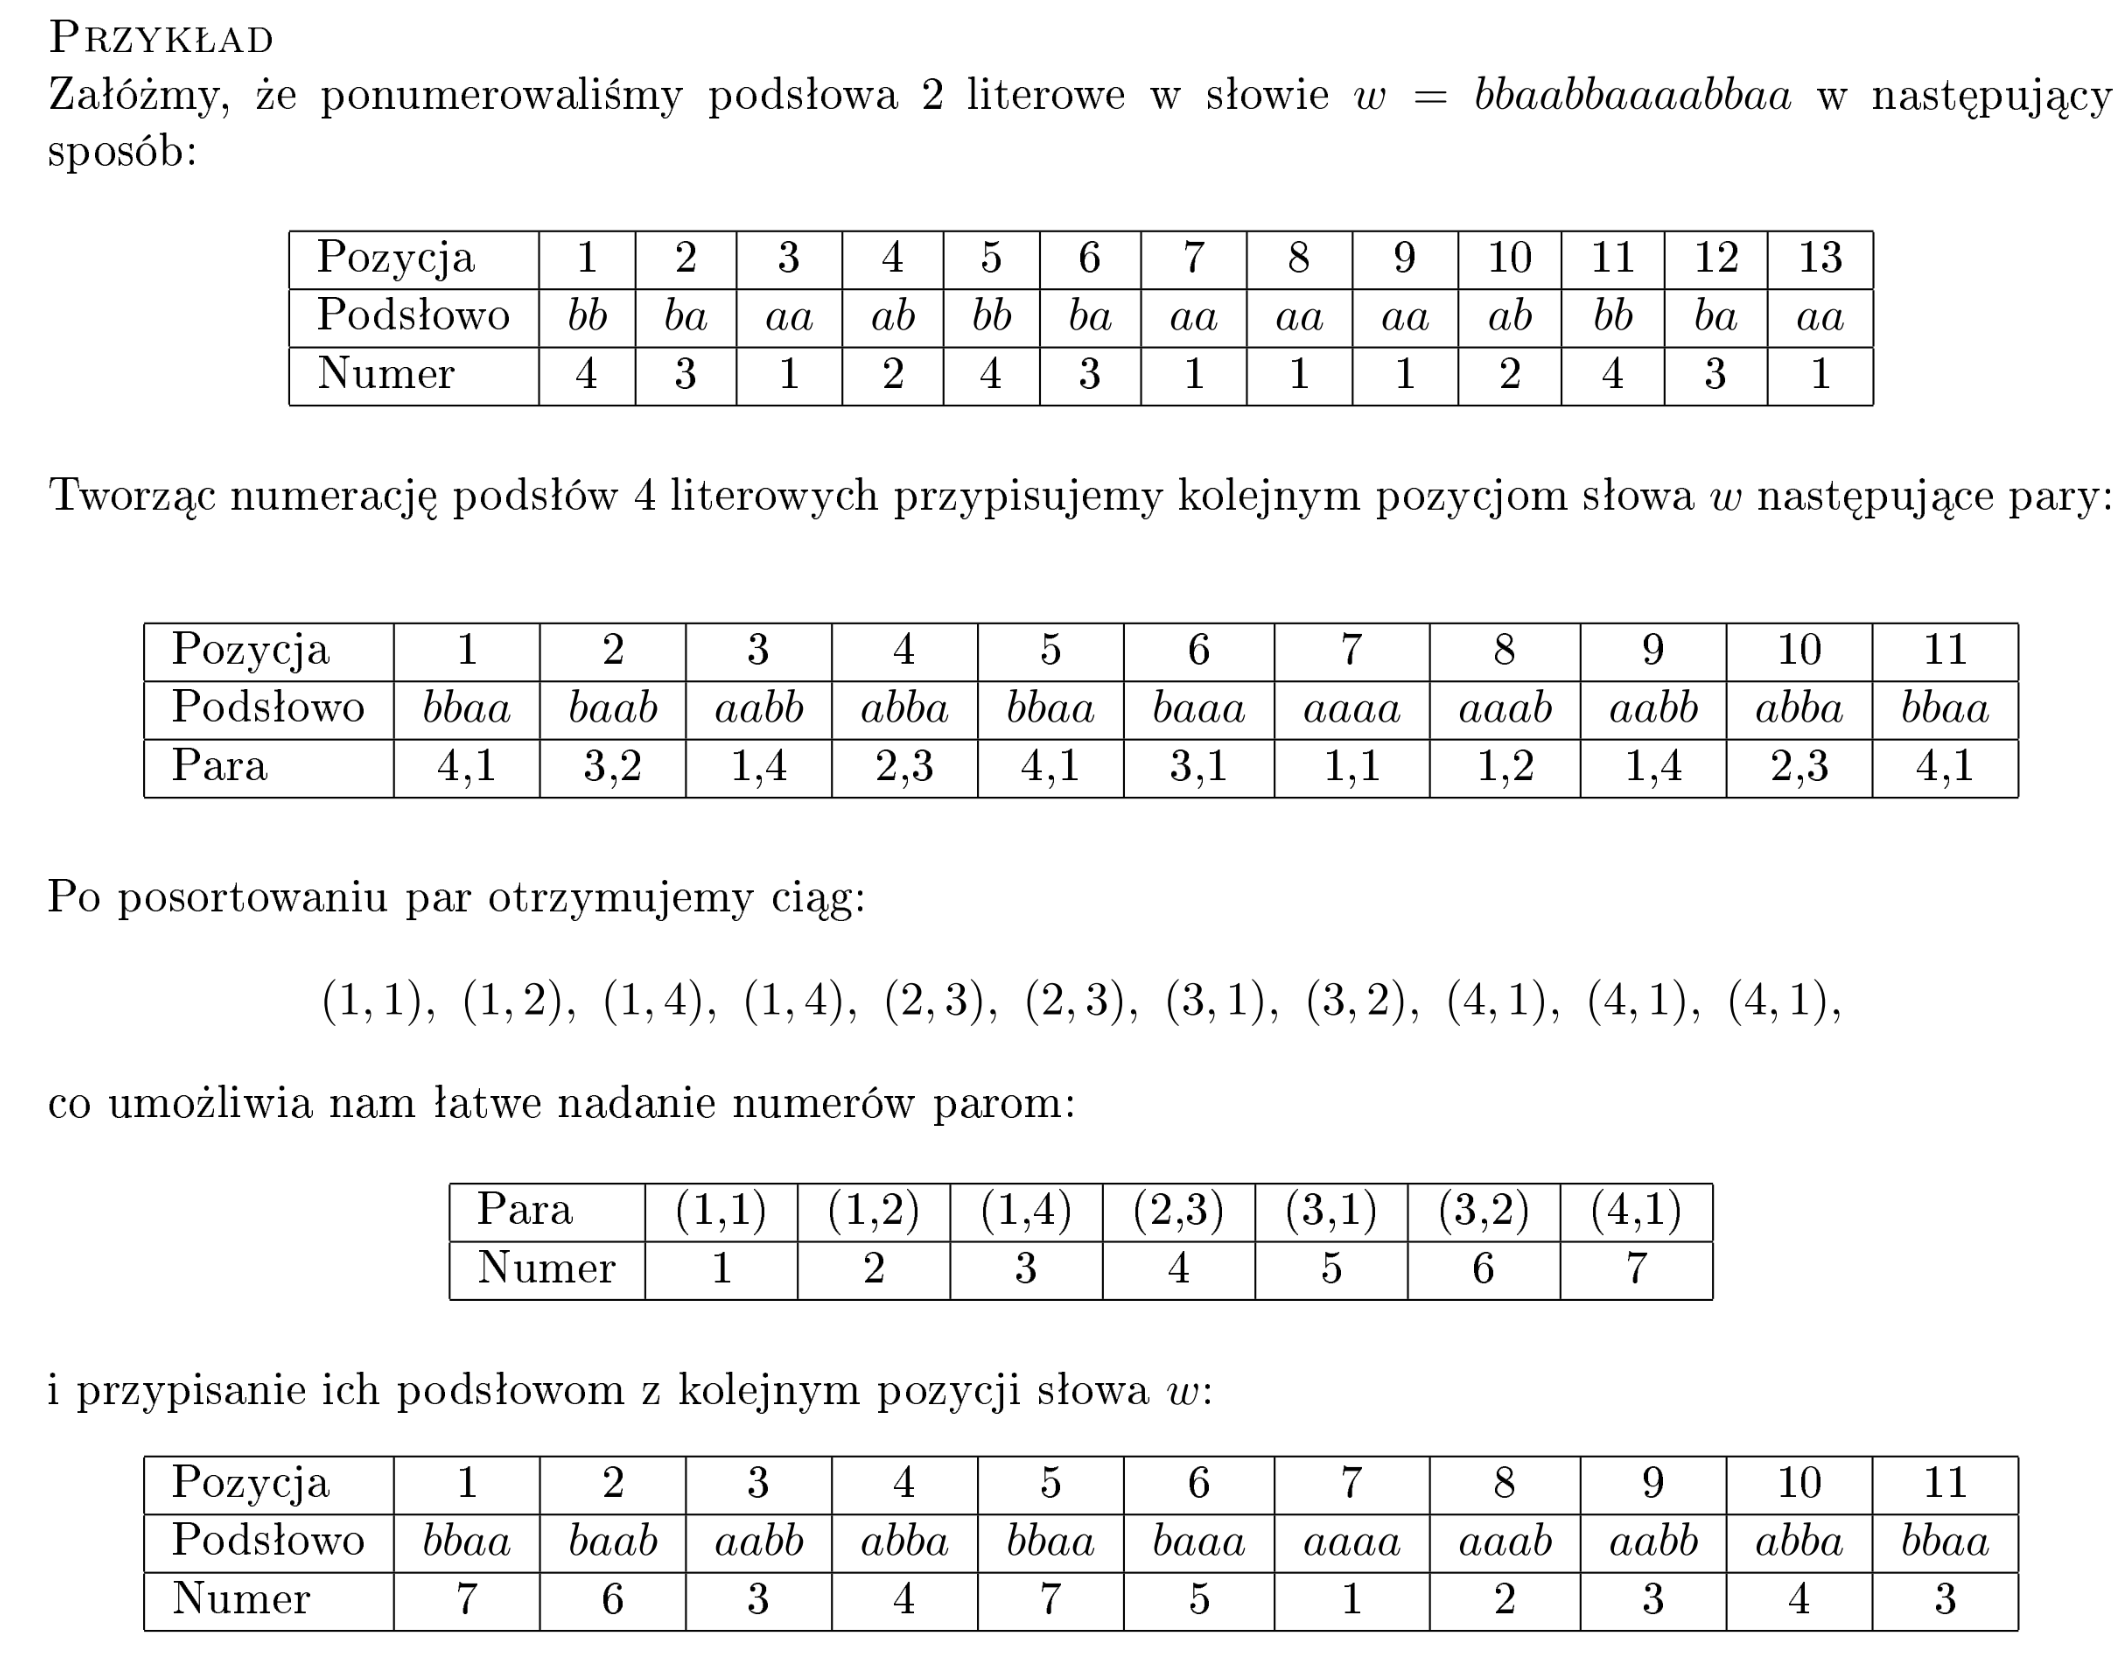 PRZYKŁAD
Załóżmy, że ponumerowaliśmy podsłowa 2 literowe w słowie w = bbaabbaaaabbaa w następujący
sposób:
Pozycja 1 2 3 4 5 6 7 8 9 10 11 12 13
Podsłowo bb ba aa ab bb ba aa aa aa ab bb ba aa
Numer 4 3 1 2 4 3 1 1 1 2 4 3 1
Tworząc numerację podsłów 4 literowych przypisujemy kolejnym pozycjom słowa w następujące pary:
Pozycja 1 2 3 4 5 6 7 8 9 10 11
Podsłowo bbaa baab aabb abba bbaa baaa aaaa aaab aabb abba bbaa
Para 4,1 3,2 1,4 2,3 4,1 3,1 1,1 1,2 1,4 2,3 4,1
Po posortowaniu par otrzymujemy ciąg:
(1, 1), (1, 2), (1, 4), (1, 4), (2, 3), (2, 3), (3, 1), (3, 2), (4, 1), (4, 1), (4, 1),
co umożliwia nam łatwe nadanie numerów parom:
Para (1,1) (1,2) (1,4) (2,3) (3,1) (3,2) (4,1)
Numer 1 2 3 4 5 6 7
i przypisanie ich podsłowom z kolejnym pozycji słowa w:
Pozycja 1 2 3 4 5 6 7 8 9 10 11
Podsłowo bbaa baab aabb abba bbaa baaa aaaa aaab aabb abba bbaa
Numer 7 6 3 4 7 5 1 2 3 4 3